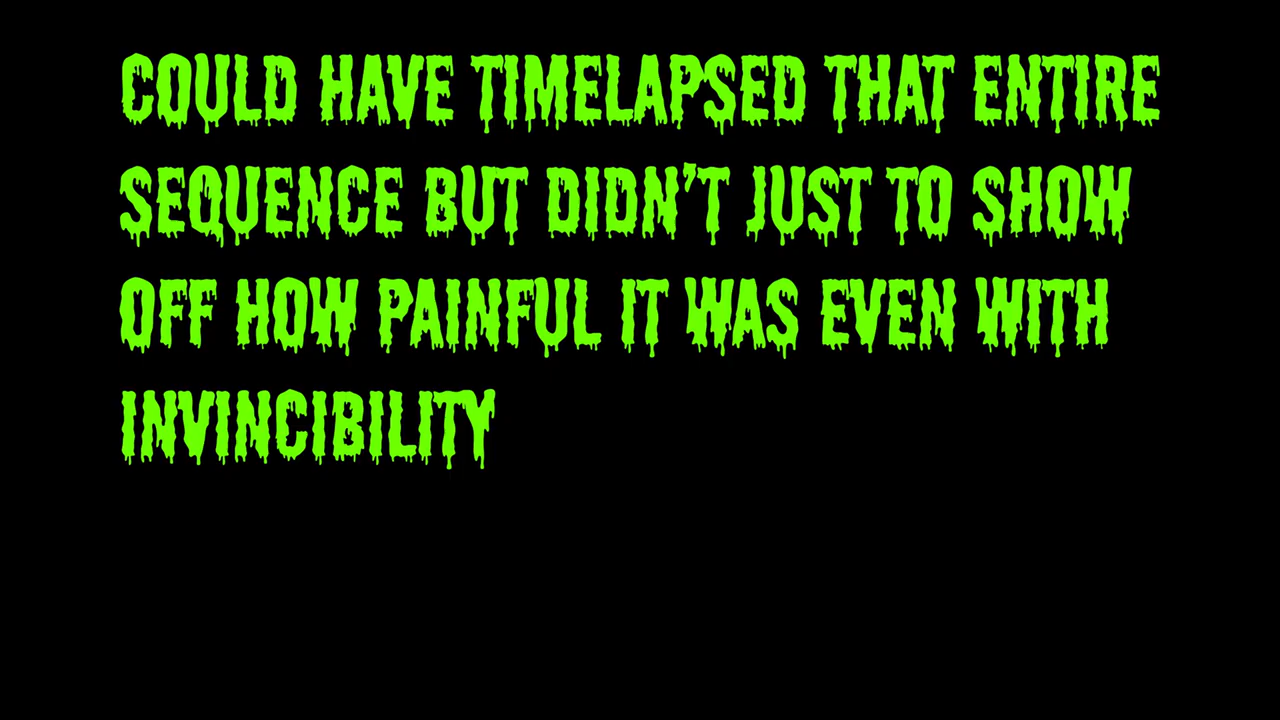 COULD HAVE TIMELAPSED THAT ENTIRE
SEQUENCE BUT DIDN'T JUST TO SHOW
OFF HOW PAINFUL IT WAS EVEN WITH
INVINCIBILITY